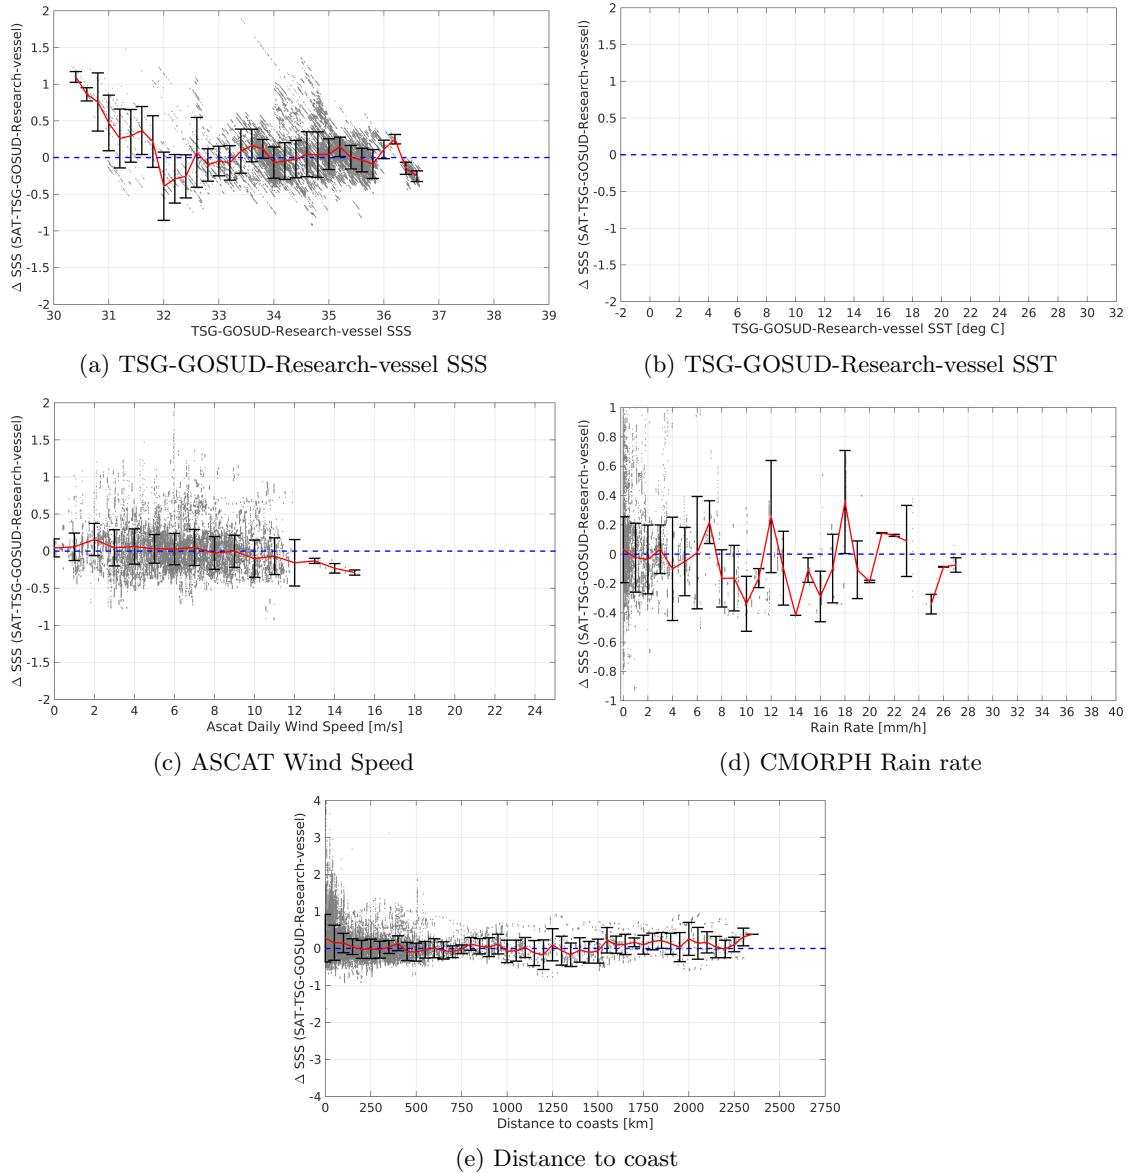 2
1.5
1
0.5
0
-0.5
-1
-1.5
-2
Δ SSS (SAT-TSG-GOSUD-Research-vessel)
30 31 32 33 34 35 36 37 38 39
TSG-GOSUD-Research-vessel SSS
(a) TSG-GOSUD-Research-vessel SSS
2
1.5
1
0.5
0
-0.5
-1
-1.5
-2
Δ SSS (SAT-TSG-GOSUD-Research-vessel)
-2 0 2 4 6 8 10 12 14 16 18 20 22 24 26 28 30 32
TSG-GOSUD-Research-vessel SST [deg C]
(b) TSG-GOSUD-Research-vessel SST
2
1.5
1
0.5
0
-0.5
-1
-1.5
-2
Δ SSS (SAT-TSG-GOSUD-Research-vessel)
0 2 4 6 8 10 12 14 16 18 20 22 24
Ascat Daily Wind Speed [m/s]
(c) ASCAT Wind Speed
1
0.8
0.6
0.4
0.2
0
-0.2
-0.4
-0.6
-0.8
-1
Δ SSS (SAT-TSG-GOSUD-Research-vessel)
0 2 4 6 8 10 12 14 16 18 20 22 24 26 28 30 32 34 36 38 40
Rain Rate [mm/h]
(d) CMORPH Rain rate
4
3
2
1
0
-1
-2
-3
-4
Δ SSS (SAT-TSG-GOSUD-Research-vessel)
0 250 500 750 1000 1250 1500 1750 2000 2250 2500 2750
Distance to coasts [km]
(e) Distance to coast